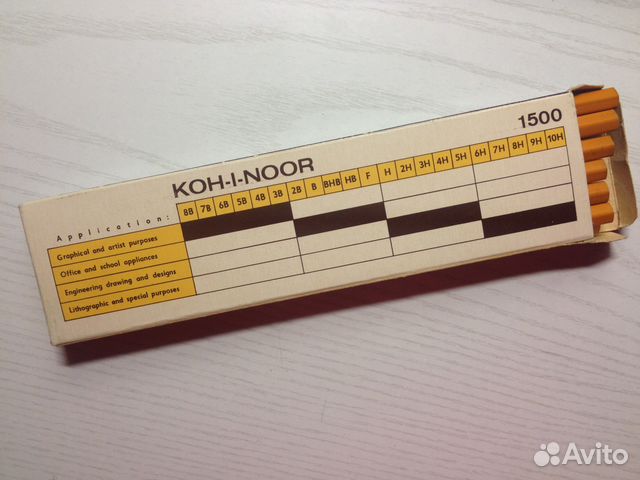 1500
KOH-I-NOOR
Application: 8B 7B 6B 5B 4B 3B 2B B BHB HB F H 2H 3H 4H 5H 6H 7H 8H 9H 10H
Graphical and artist purposes
Office and school appliances
Engineering drawing and designs
Lithographic and special purposes
Avito